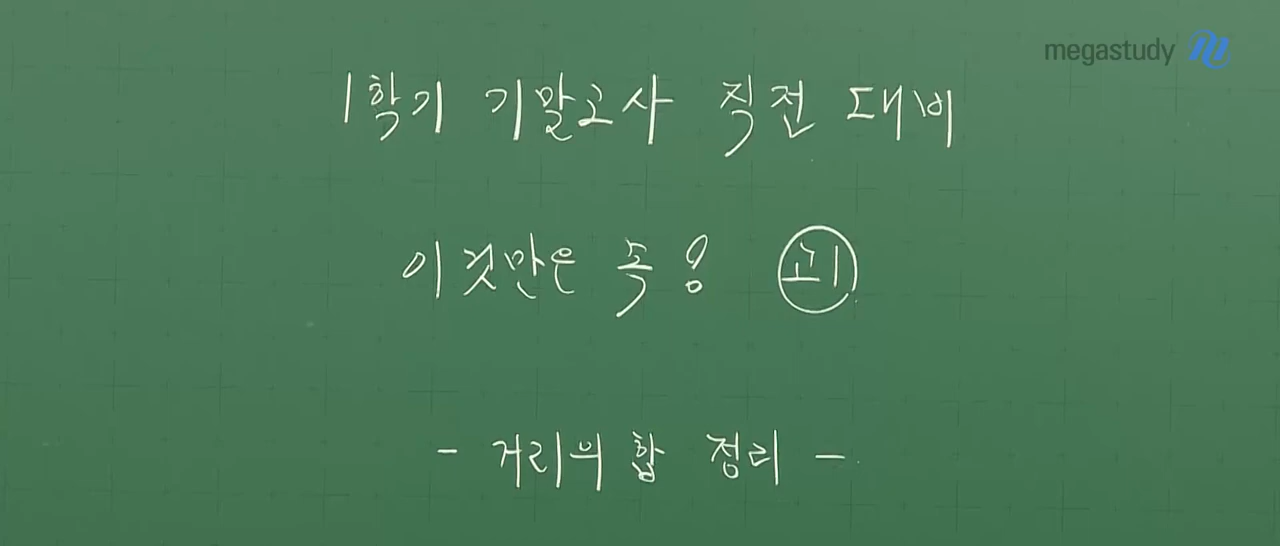 megastudy
1학기 기말고사 직전 대비
이것만은 꼭! 고1
- 거리의 합 정리 -